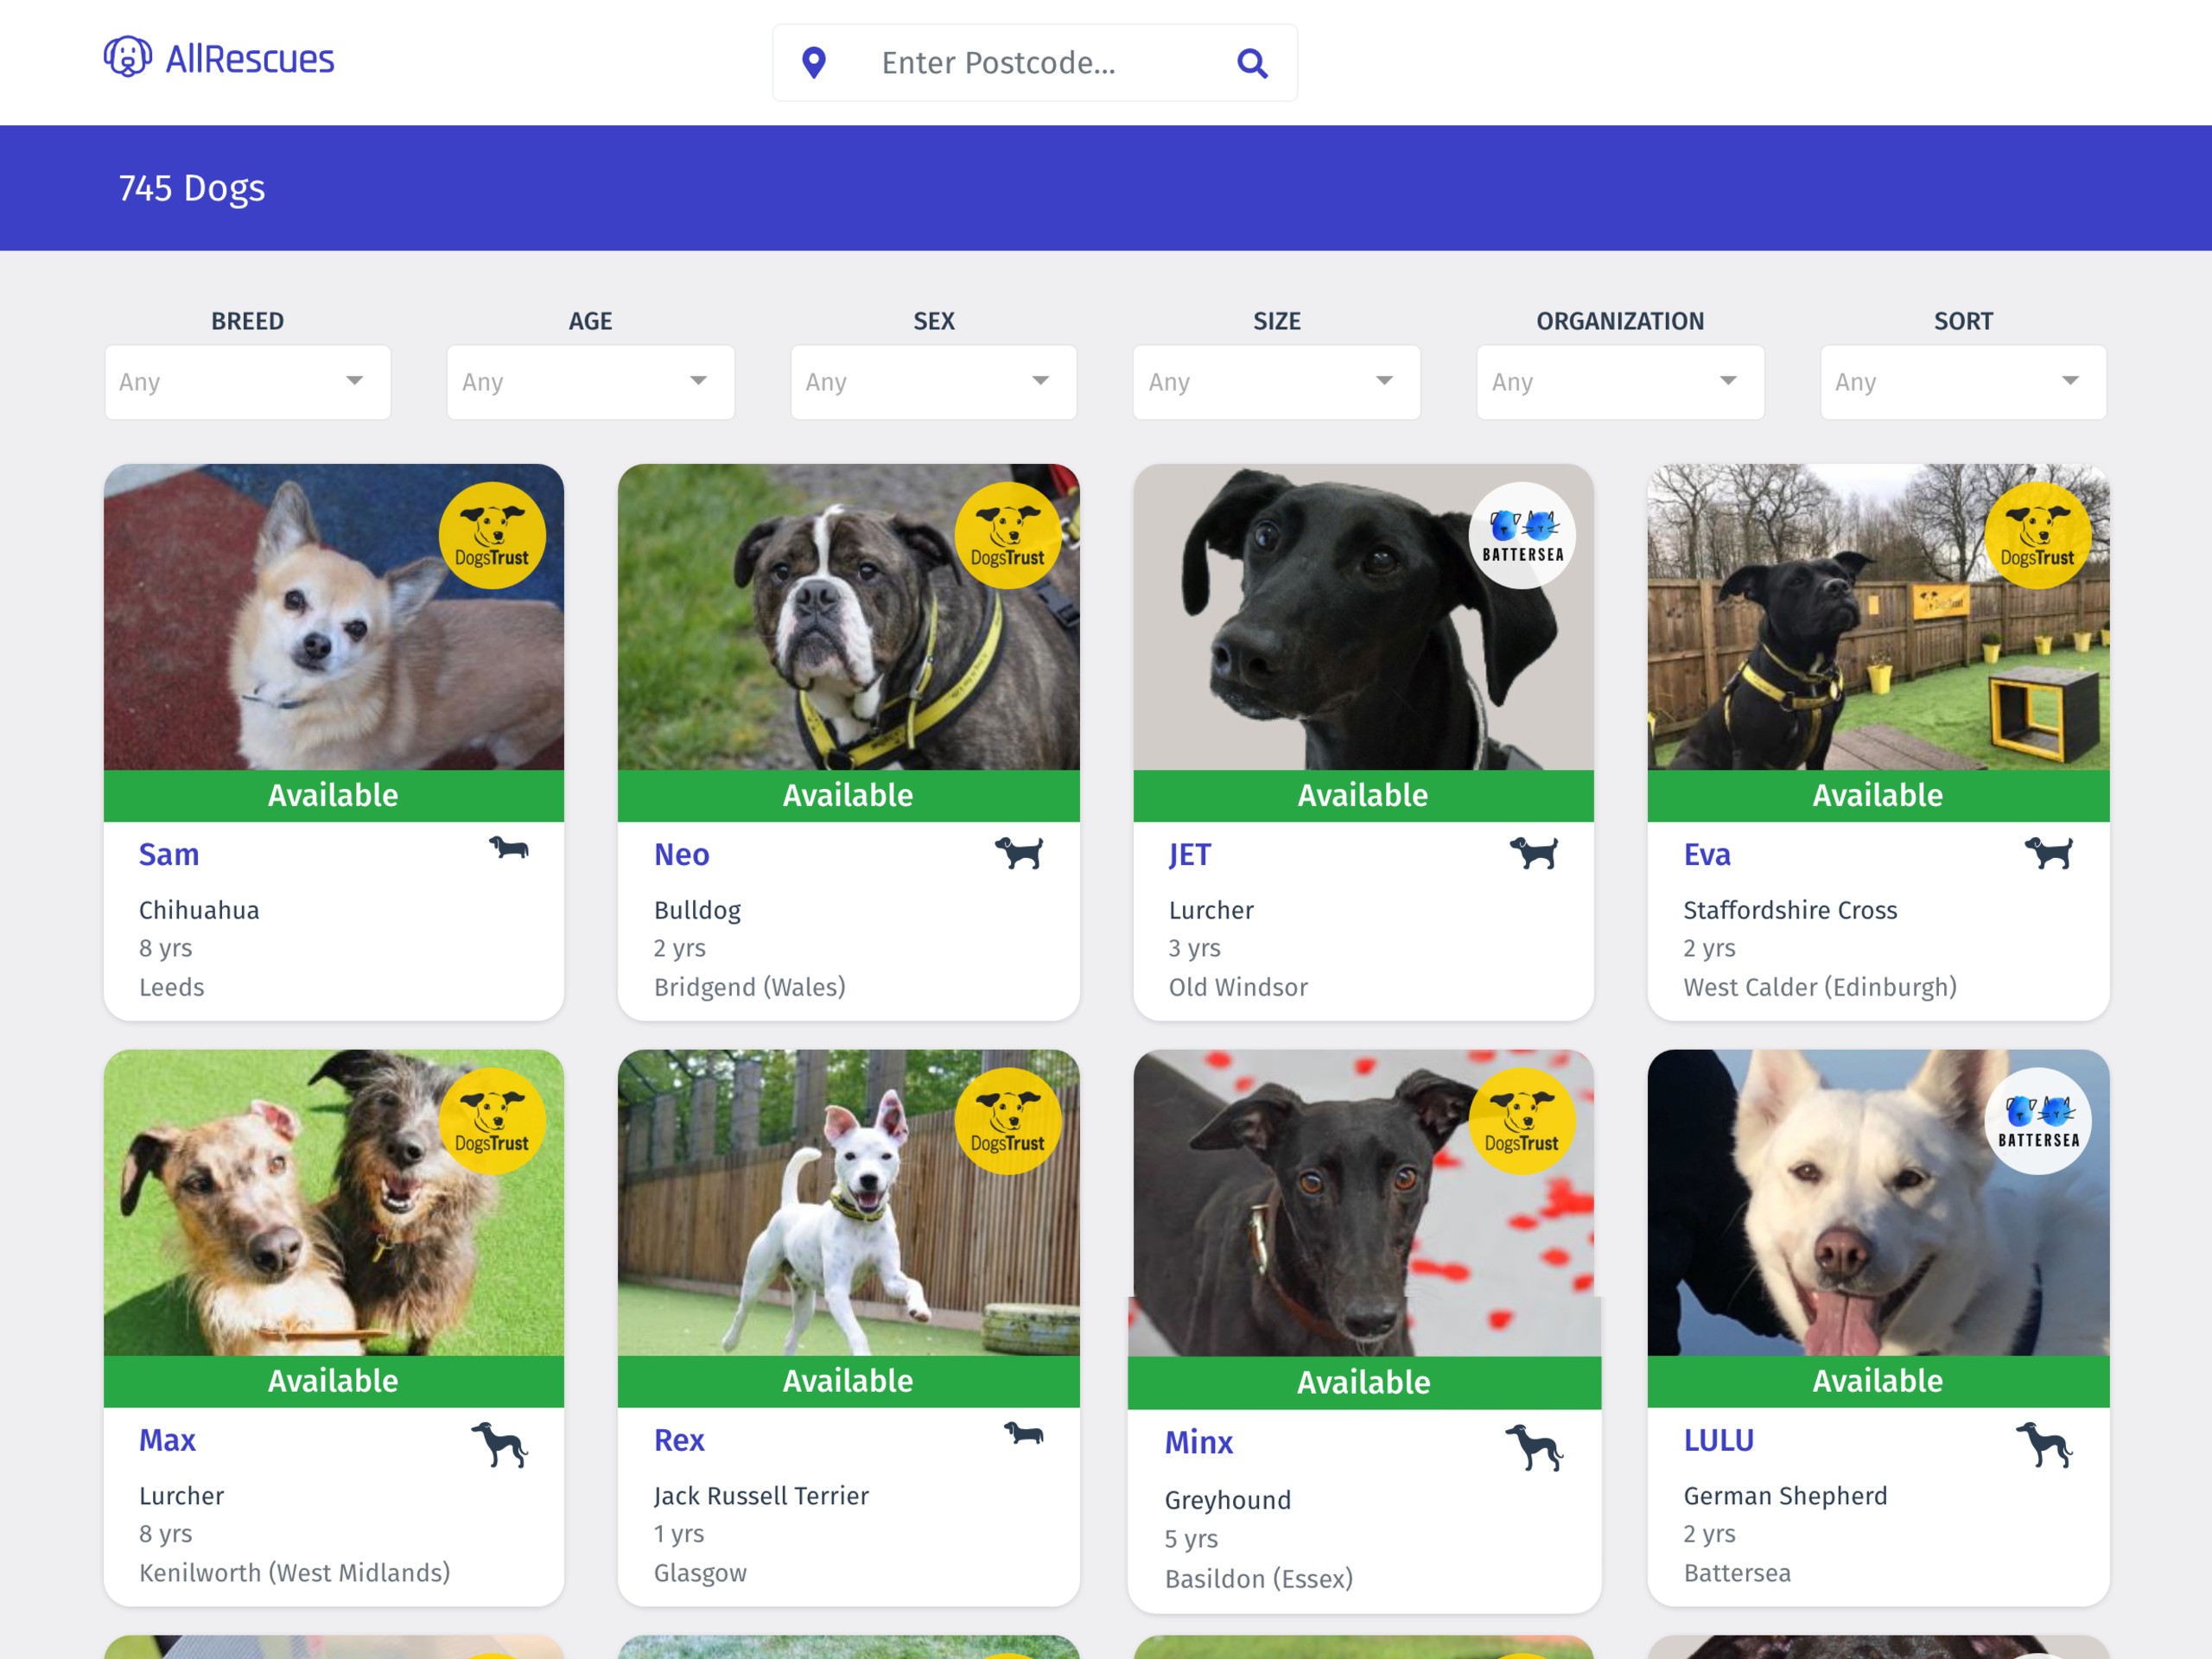 AllRescues
Enter Postcode...
745 Dogs
BREED AGE SEX SIZE ORGANIZATION SORT
Any Any Any Any Any Any
DogsTrust
Available
Sam
Chihuahua
8 yrs
Leeds
DogsTrust
Available
Neo
Bulldog
2 yrs
Bridgend (Wales)
BATTERSEA
Available
JET
Lurcher
3 yrs
Old Windsor
DogsTrust
Available
Eva
Staffordshire Cross
2 yrs
West Calder (Edinburgh)
DogsTrust
Available
Max
Lurcher
8 yrs
Kenilworth (West Midlands)
DogsTrust
Available
Rex
Jack Russell Terrier
1 yrs
Glasgow
DogsTrust
Available
Minx
Greyhound
5 yrs
Basildon (Essex)
BATTERSEA
Available
LULU
German Shepherd
2 yrs
Battersea